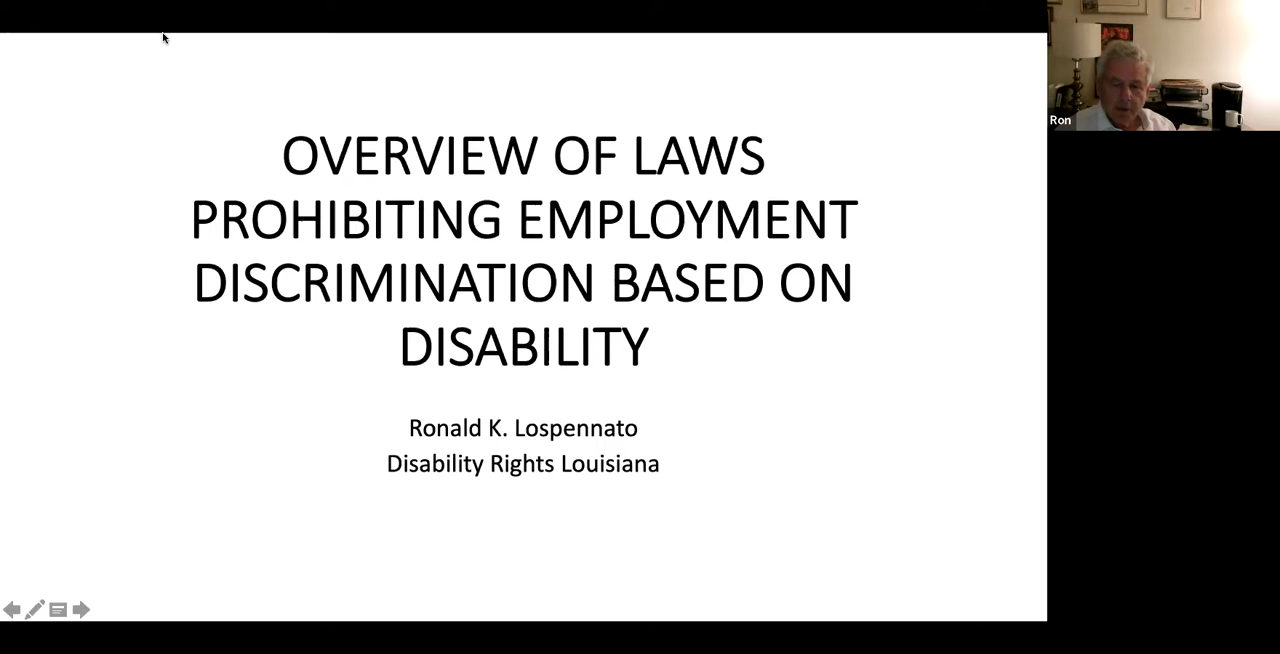 OVERVIEW OF LAWS
PROHIBITING EMPLOYMENT
DISCRIMINATION BASED ON
DISABILITY
Ronald K. Lospennato
Disability Rights Louisiana
Ron